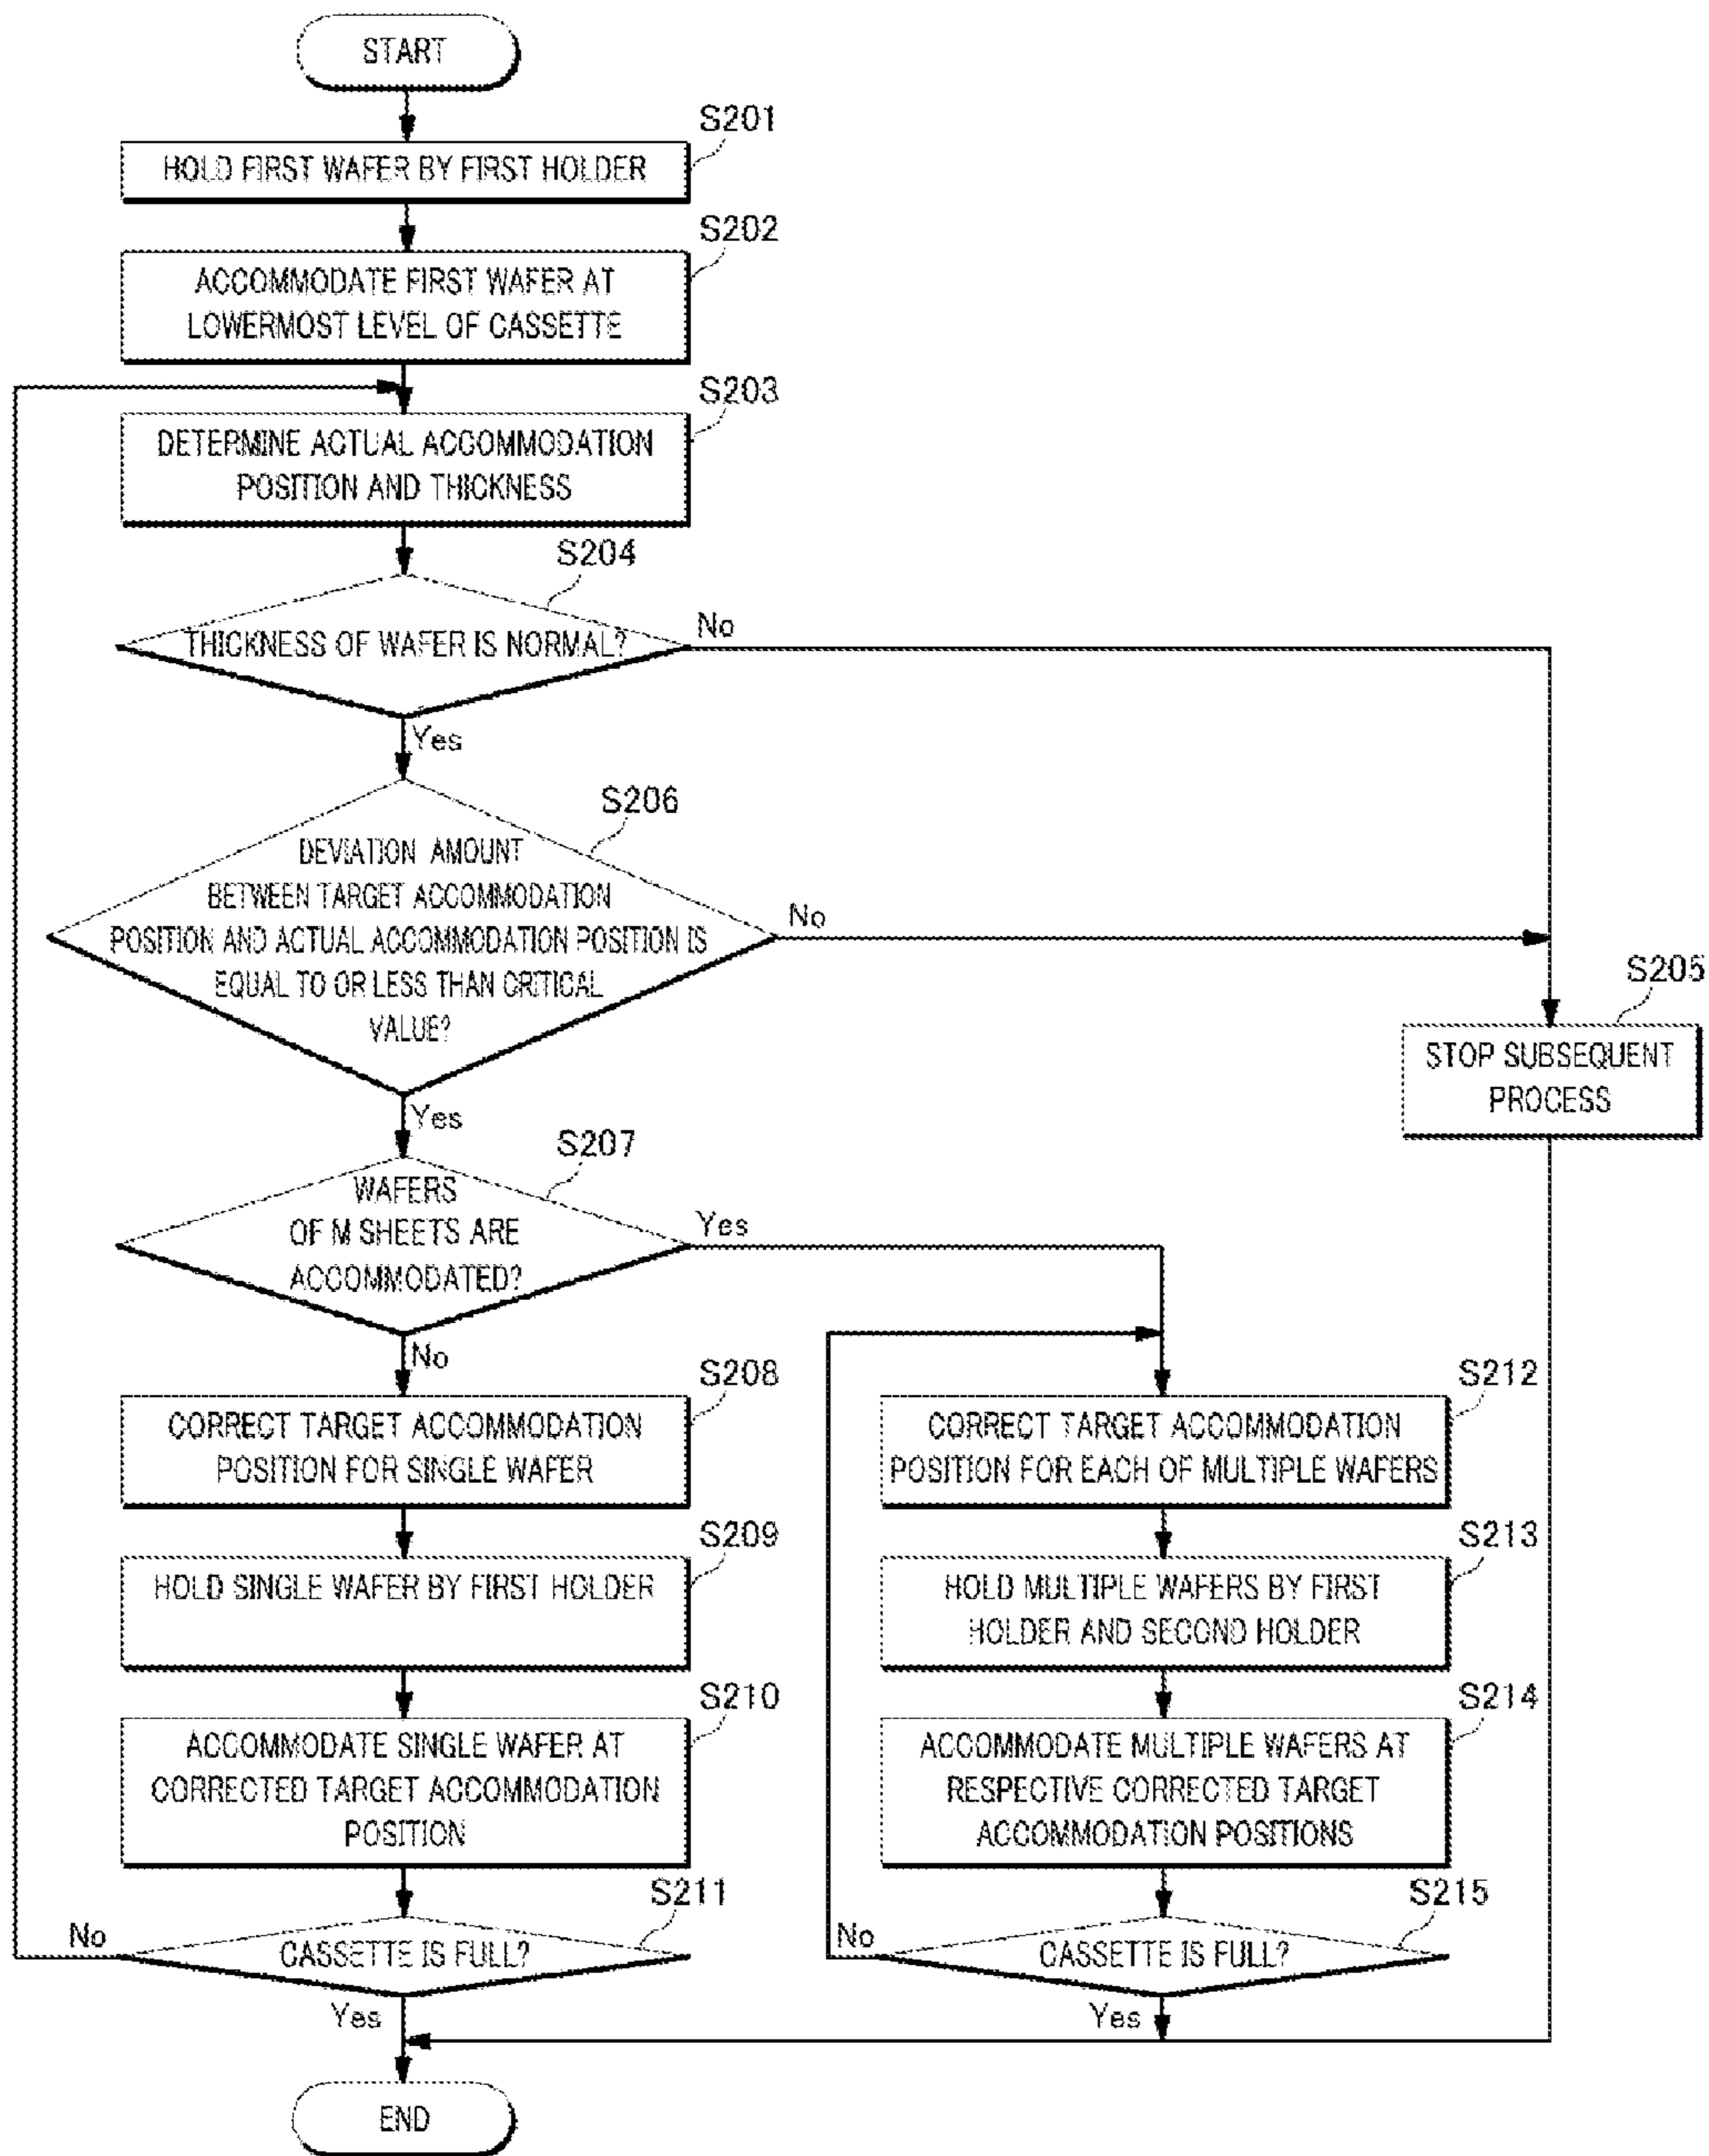 START
S201
HOLD FIRST WAFER BY FIRST HOLDER
S202
ACCOMMODATE FIRST WAFER AT
LOWERMOST LEVEL OF CASSETTE
S203
DETERMINE ACTUAL ACCOMMODATION
POSITION AND THICKNESS
S204
THICKNESS OF WAFER IS NORMAL?
No
Yes
S206
DEVIATION AMOUNT
BETWEEN TARGET ACCOMMODATION
POSITION AND ACTUAL ACCOMMODATION POSITION IS
EQUAL TO OR LESS THAN CRITICAL
VALUE?
No
Yes
S205
STOP SUBSEQUENT
PROCESS
S207
WAFERS
OF M SHEETS ARE
ACCOMMODATED?
Yes
No
S208
CORRECT TARGET ACCOMMODATION
POSITION FOR SINGLE WAFER
S209
HOLD SINGLE WAFER BY FIRST HOLDER
S210
ACCOMMODATE SINGLE WAFER AT
CORRECTED TARGET ACCOMMODATION
POSITION
S211
CASSETTE IS FULL?
No
Yes
S212
CORRECT TARGET ACCOMMODATION
POSITION FOR EACH OF MULTIPLE WAFERS
S213
HOLD MULTIPLE WAFERS BY FIRST
HOLDER AND SECOND HOLDER
S214
ACCOMMODATE MULTIPLE WAFERS AT
RESPECTIVE CORRECTED TARGET
ACCOMMODATION POSITIONS
S215
CASSETTE IS FULL?
No
Yes
END